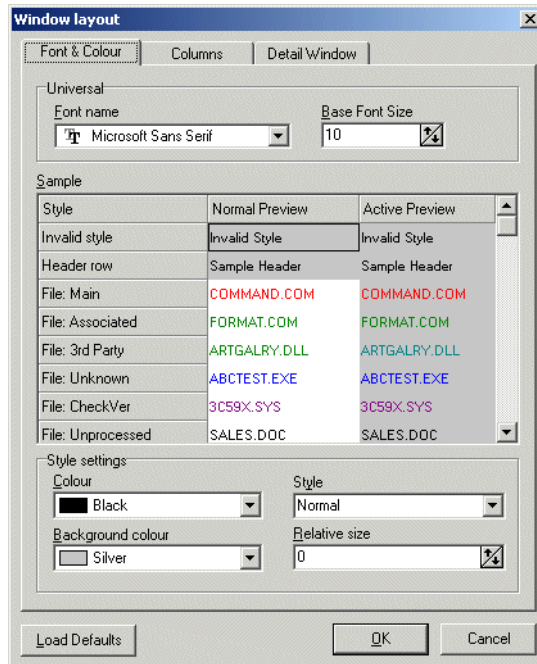 Window layout
Font & Colour Columns Detail Window
Universal
Font name Base Font Size
Microsoft Sans Serif 10
Sample
Style Normal Preview Active Preview
Invalid style Invalid Style Invalid Style
Header row Sample Header Sample Header
File: Main COMMAND.COM COMMAND.COM
File: Associated FORMAT.COM FORMAT.COM
File: 3rd Party ARTGALRY.DLL ARTGALRY.DLL
File: Unknown ABCTEST.EXE ABCTEST.EXE
File: CheckVer 3C59X.SYS 3C59X.SYS
File: Unprocessed SALES.DOC SALES.DOC
Style settings
Colour Style
Black Normal
Background colour Relative size
Silver 0
Load Defaults OK Cancel